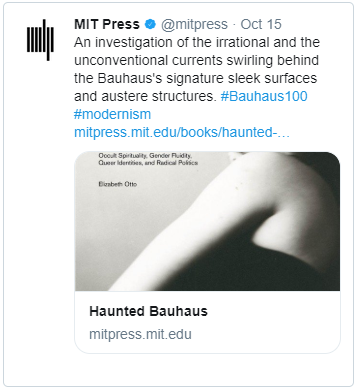 MIT Press @mitpress · Oct 15
An investigation of the irrational and the
unconventional currents swirling behind
the Bauhaus's signature sleek surfaces
and austere structures. #Bauhaus100
#modernism
mitpress.mit.edu/books/haunted-…
Occult Spirituality, Gender Fluidity,
Queer Identities, and Radical Politics
Elizabeth Otto
Haunted Bauhaus
mitpress.mit.edu